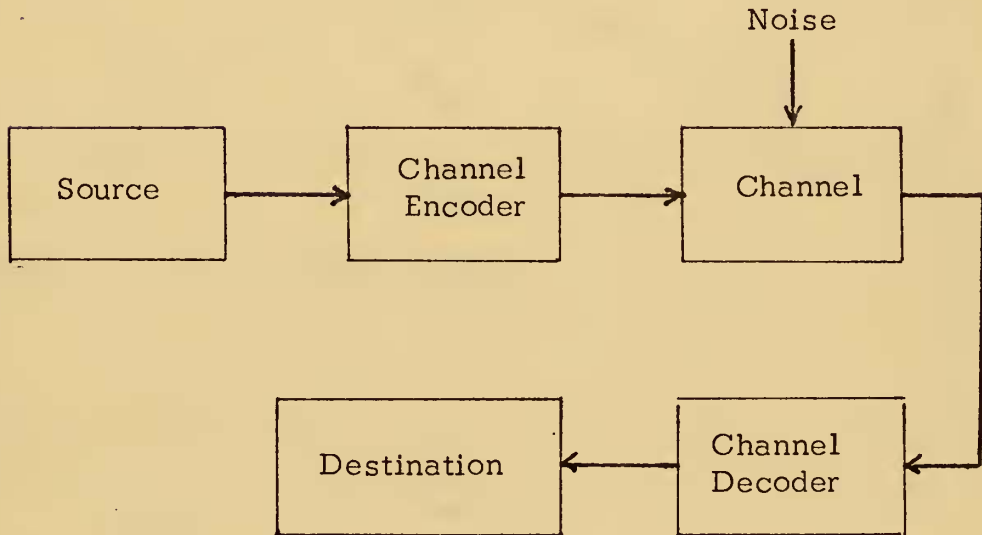 Noise
Source
Channel
Encoder
Channel
Destination
Channel
Decoder